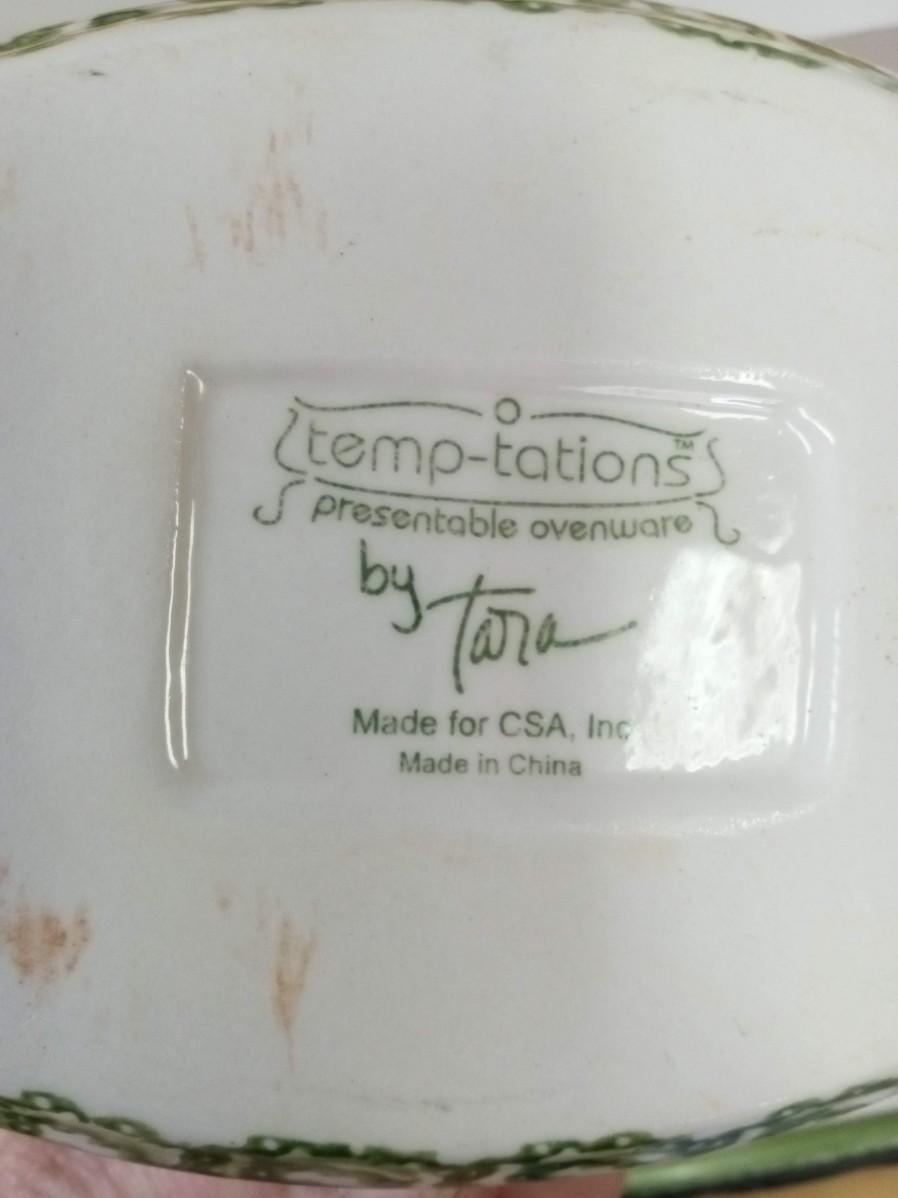 temp-tations™
presentable ovenware
by Tara
Made for CSA, Inc
Made in China